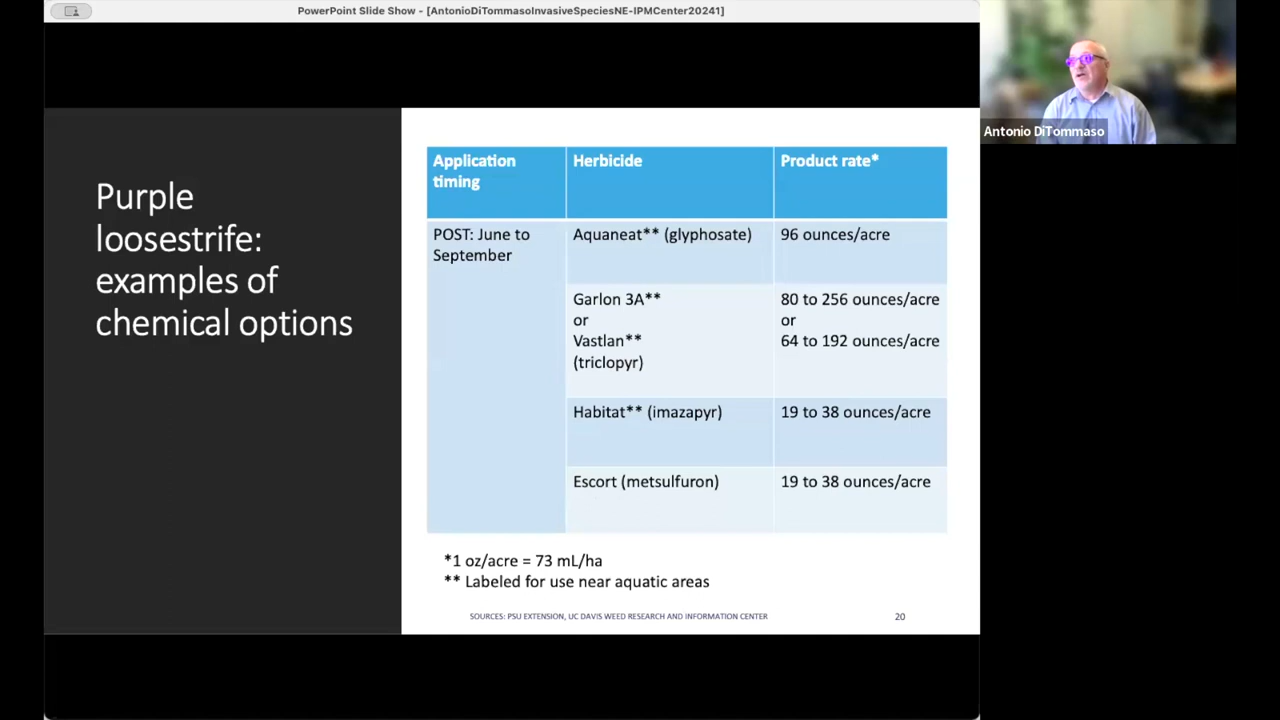 PowerPoint Slide Show - [AntonioDiTommasoInvasiveSpeciesNE-IPMCenter20241]
Antonio DiTommaso
Purple
loosestrife:
examples of
chemical options
Application
timing
Herbicide
Product rate*
POST: June to
September
Aquaneat** (glyphosate)
96 ounces/acre
Garlon 3A**
or
Vastlan**
(triclopyr)
80 to 256 ounces/acre
or
64 to 192 ounces/acre
Habitat** (imazapyr)
19 to 38 ounces/acre
Escort (metsulfuron)
19 to 38 ounces/acre
*1 oz/acre = 73 mL/ha
** Labeled for use near aquatic areas
SOURCES: PSU EXTENSION, UC DAVIS WEED RESEARCH AND INFORMATION CENTER
20